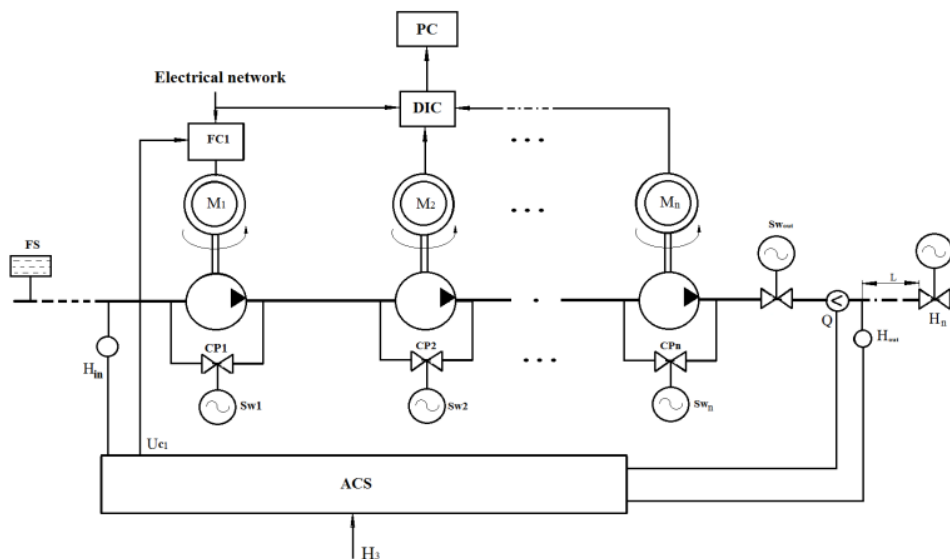 PC
Electrical network
DIC
FC1
M1
M2
Mn
FS
Swout
L
Q
Hout
Hn
Hin
CP1
CP2
CPn
Sw1
Sw2
Swn
Uc1
ACS
H3